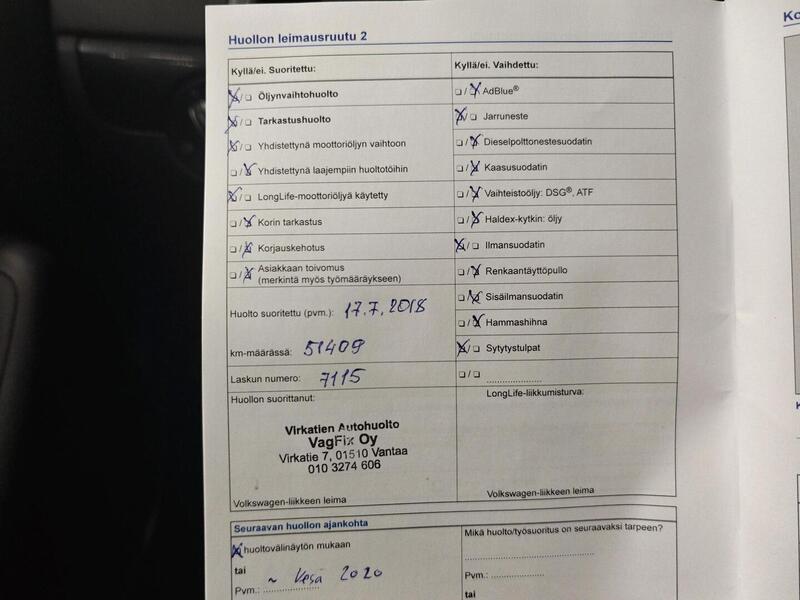 Huollon leimausruutu 2
Kyllä/ei. Suoritettu:
☒/☐ Öljynvaihtohuolto
☒/☐ Tarkastushuolto
☒/☐ Yhdistettynä moottoriöljyn vaihtoon
☐/☒ Yhdistettynä laajempiin huoltotöihin
☒/☐ LongLife-moottoriöljyä käytetty
☐/☒ Korin tarkastus
☐/☒ Korjauskehotus
☐/☒ Asiakkaan toivomus
(merkintä myös työmääräykseen)
Huolto suoritettu (pvm.): 17.7.2018
km-määrässä: 51409
Laskun numero: 7115
Huollon suorittanut:
Virkatien Autohuolto
VagFix Oy
Virkatie 7, 01510 Vantaa
010 3274 606
Volkswagen-liikkeen leima
Kyllä/ei. Vaihdettu:
☐/☒ AdBlue®
☒/☐ Jarruneste
☐/☒ Dieselpolttonestesuodatin
☐/☒ Kaasusuodatin
☐/☒ Vaihteistoöljy: DSG®, ATF
☐/☒ Haldex-kytkin: öljy
☒/☐ Ilmansuodatin
☐/☒ Renkaantäyttöpullo
☐/☒ Sisäilmansuodatin
☐/☒ Hammashihna
☒/☐ Sytytystulpat
☐/☐ ........................
LongLife-liikkumisturva:
Volkswagen-liikkeen leima
Seuraavan huollon ajankohta
☒ huoltovälinäytön mukaan
tai
Pvm.: ~ Kesä 2020
Mikä huolto/työsuoritus on seuraavaksi tarpeen?
Pvm.: ........................
tai